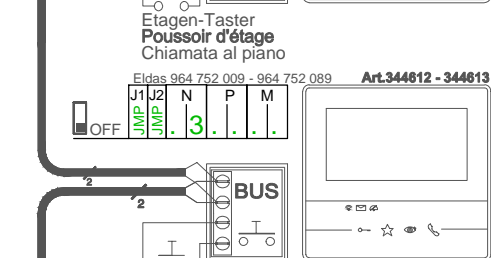 Etagen-Taster
Poussoir d'étage
Chiamata al piano
Eldas 964 752 009 - 964 752 089 Art.344612 - 344613
J1 J2 N P M
OFF JMP JMP . 3 . . . .
2
2
BUS